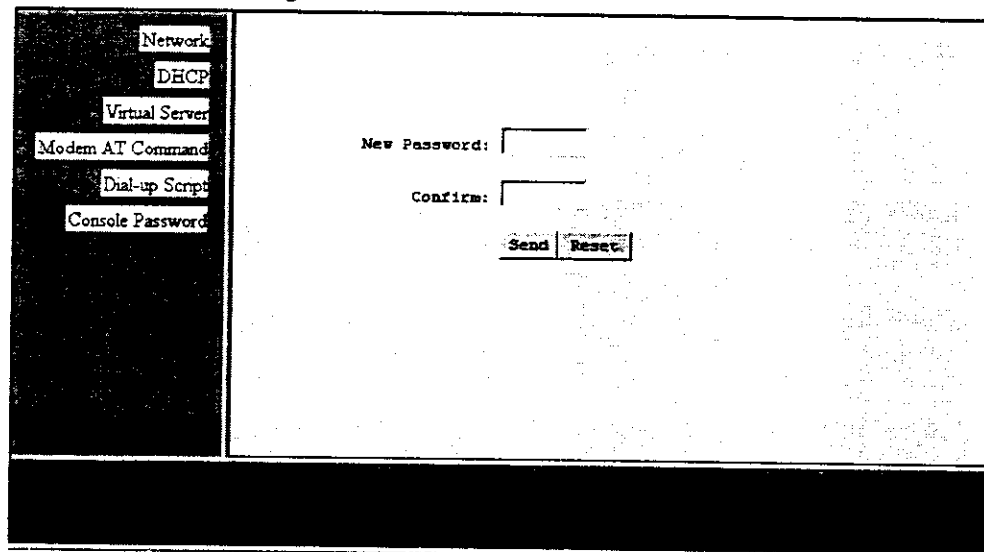 Network
DHCP
Virtual Server
Modem AT Command
Dial-up Script
Console Password
New Password:
Confirm:
Send Reset